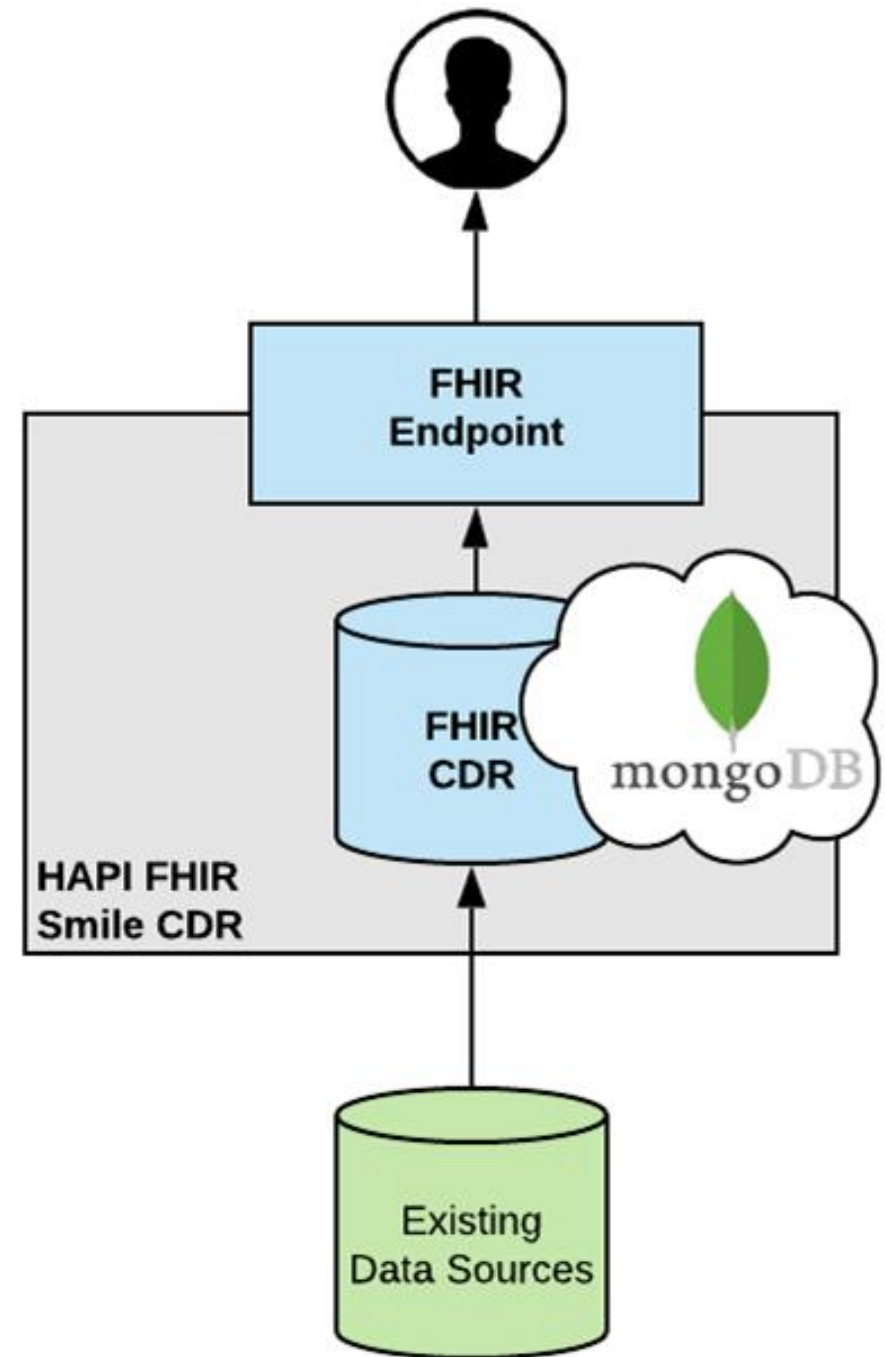 FHIR
Endpoint
FHIR
CDR
mongoDB
HAPI FHIR
Smile CDR
Existing
Data Sources